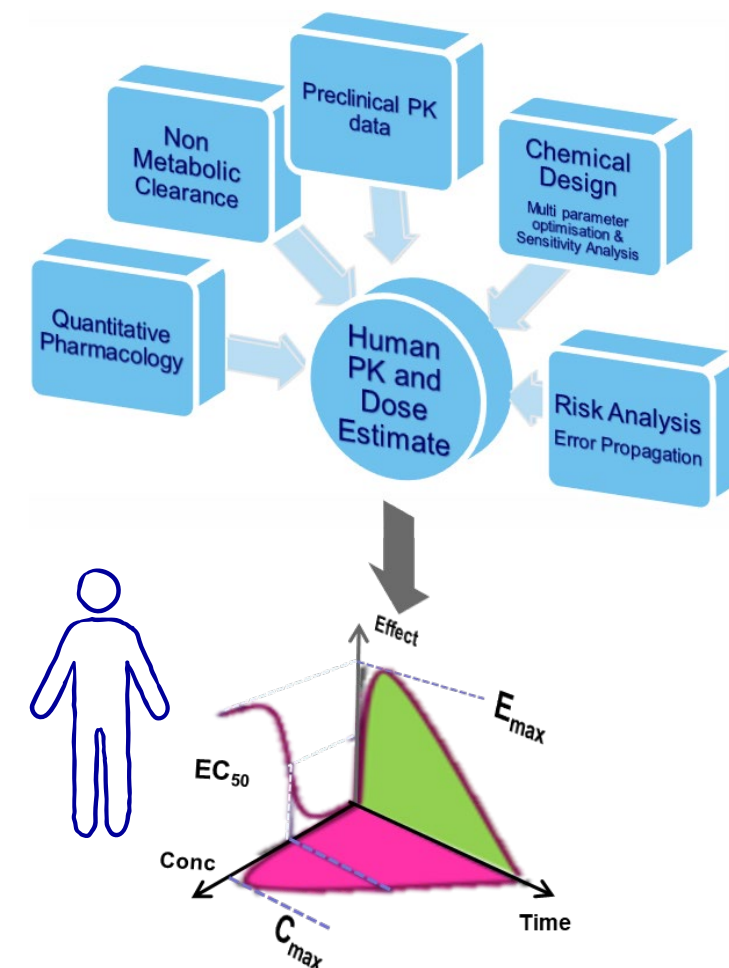 Preclinical PK
data
Non
Metabolic
Clearance
Chemical
Design
Multi parameter
optimisation &
Sensitivity Analysis
Quantitative
Pharmacology
Human
PK and
Dose
Estimate
Risk Analysis
Error Propagation
Effect
Emax
EC50
Conc
Cmax
Time